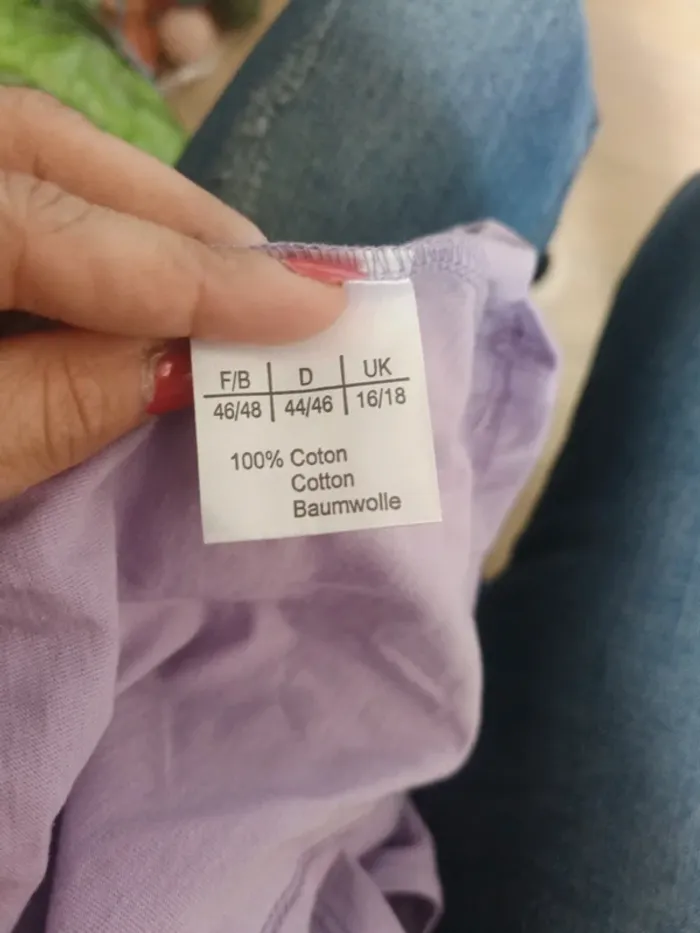 F/B | D | UK
46/48 | 44/46 | 16/18
100% Coton
Cotton
Baumwolle